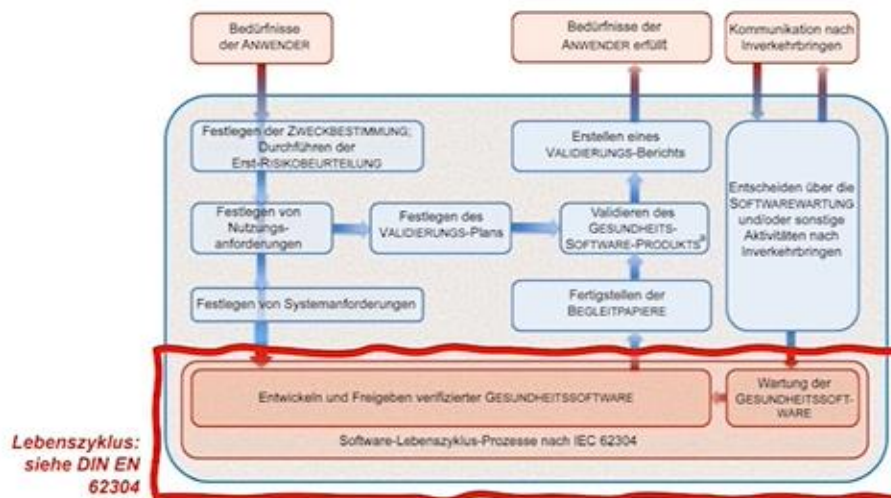 Bedürfnisse
der ANWENDER
Bedürfnisse der
ANWENDER erfüllt
Kommunikation nach
Inverkehrbringen
Festlegen der ZWECKBESTIMMUNG;
Durchführen der
Erst-RISIKOBEURTEILUNG
Erstellen eines
VALIDIERUNGS-Berichts
Entscheiden über die
SOFTWAREWARTUNG
und/oder sonstige
Aktivitäten nach
Inverkehrbringen
Festlegen von
Nutzungs-
anforderungen
Festlegen des
VALIDIERUNGS-Plans
Validieren des
GESUNDHEITS-
SOFTWARE-PRODUKTSª
Festlegen von Systemanforderungen
Fertigstellen der
BEGLEITPAPIERE
Entwickeln und Freigeben verifizierter GESUNDHEITSSOFTWARE
Wartung der
GESUNDHEITSSOFT-
WARE
Software-Lebenszyklus-Prozesse nach IEC 62304
Lebenszyklus:
siehe DIN EN
62304